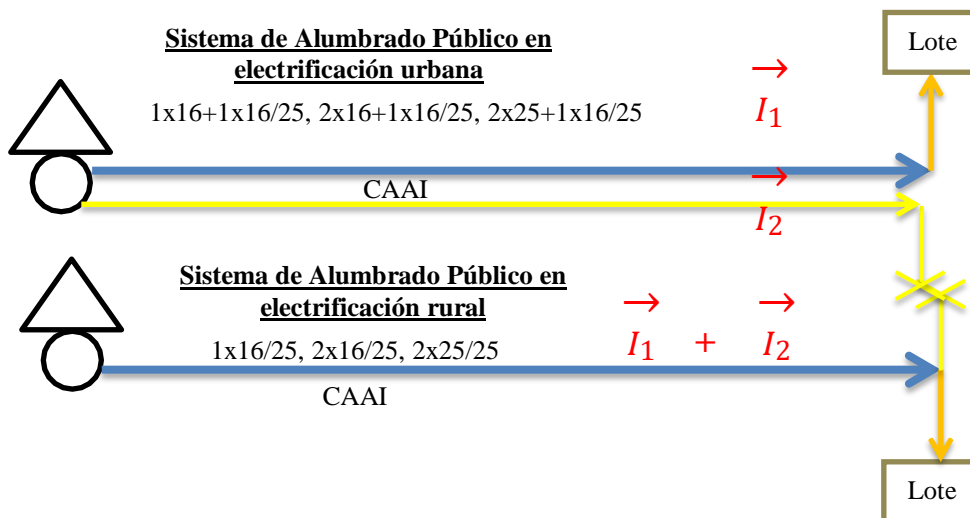 Sistema de Alumbrado Público en
electrificación urbana
Lote
1x16+1x16/25, 2x16+1x16/25, 2x25+1x16/25
I1
CAAI
I2
Sistema de Alumbrado Público en
electrificación rural
1x16/25, 2x16/25, 2x25/25
I1 + I2
CAAI
Lote